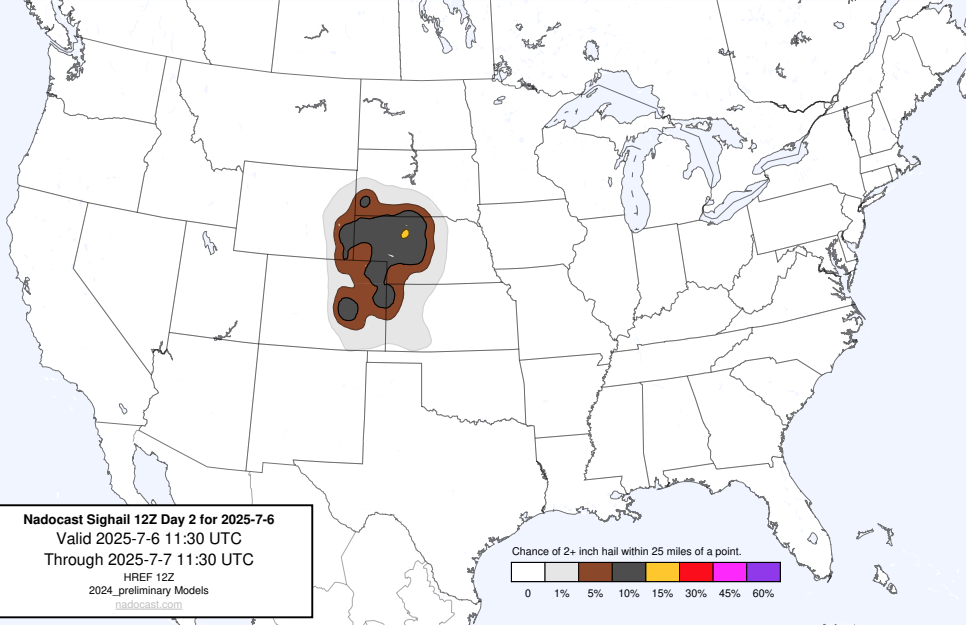 Nadocast Sighail 12Z Day 2 for 2025-7-6
Valid 2025-7-6 11:30 UTC
Through 2025-7-7 11:30 UTC
HREF 12Z
2024_preliminary Models
nadocast.com
Chance of 2+ inch hail within 25 miles of a point.
0 1% 5% 10% 15% 30% 45% 60%